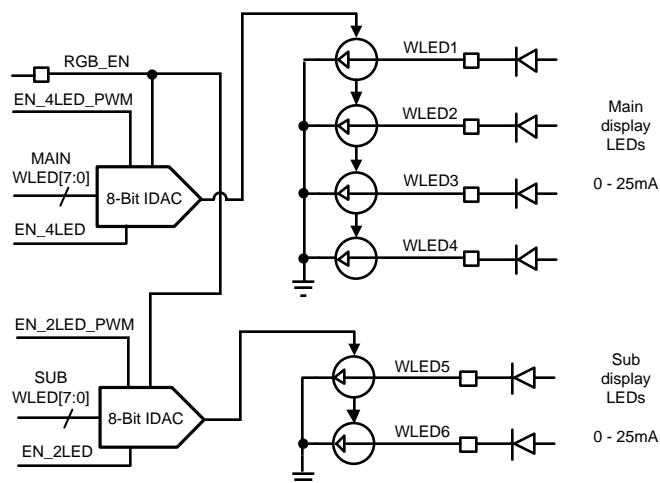 RGB_EN
EN_4LED_PWM
MAIN
WLED[7:0]
8-Bit IDAC
EN_4LED
WLED1
WLED2
WLED3
WLED4
Main
display
LEDs
0 - 25mA
EN_2LED_PWM
SUB
WLED[7:0]
8-Bit IDAC
EN_2LED
WLED5
WLED6
Sub
display
LEDs
0 - 25mA